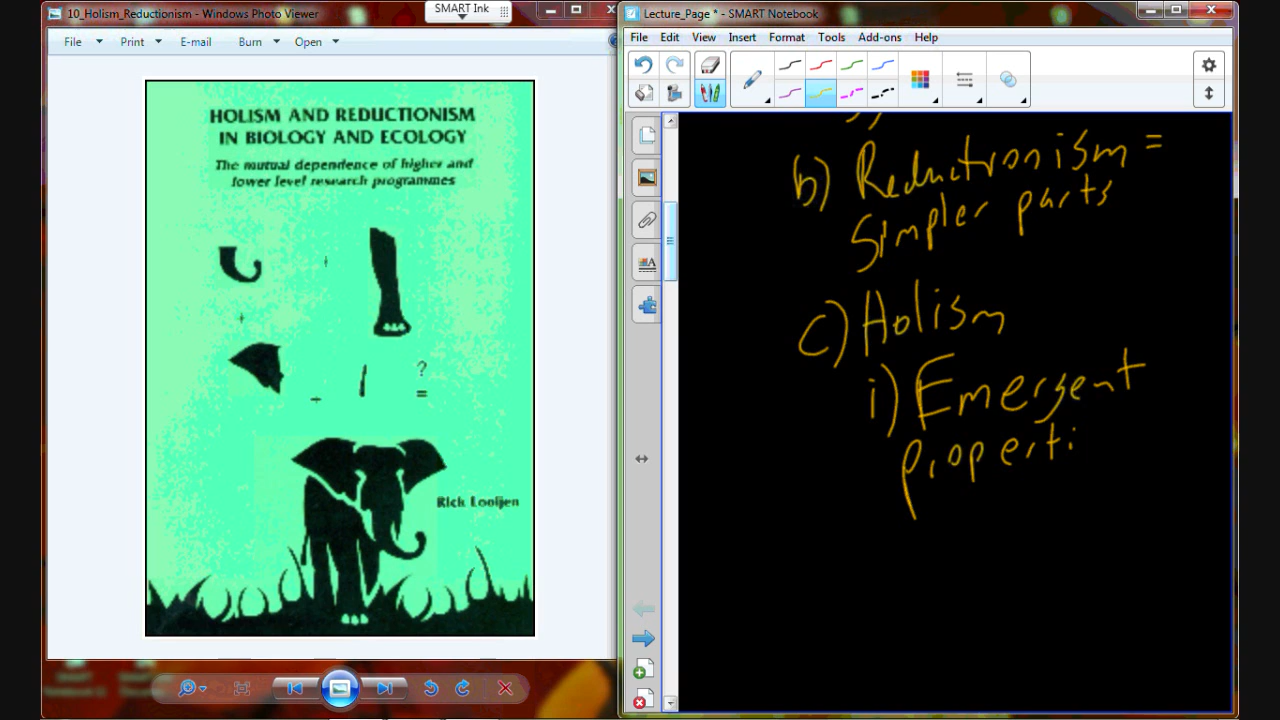 10_Holism_Reductionism - Windows Photo Viewer
SMART Ink
File Print E-mail Burn Open
HOLISM AND REDUCTIONISM
IN BIOLOGY AND ECOLOGY
The mutual dependence of higher and
lower level research programmes
+
+
+ ?
=
Rick Looijen
Lecture_Page * - SMART Notebook
File Edit View Insert Format Tools Add-ons Help
b) Reductionism =
Simpler parts
c) Holism
i) Emergent
properti